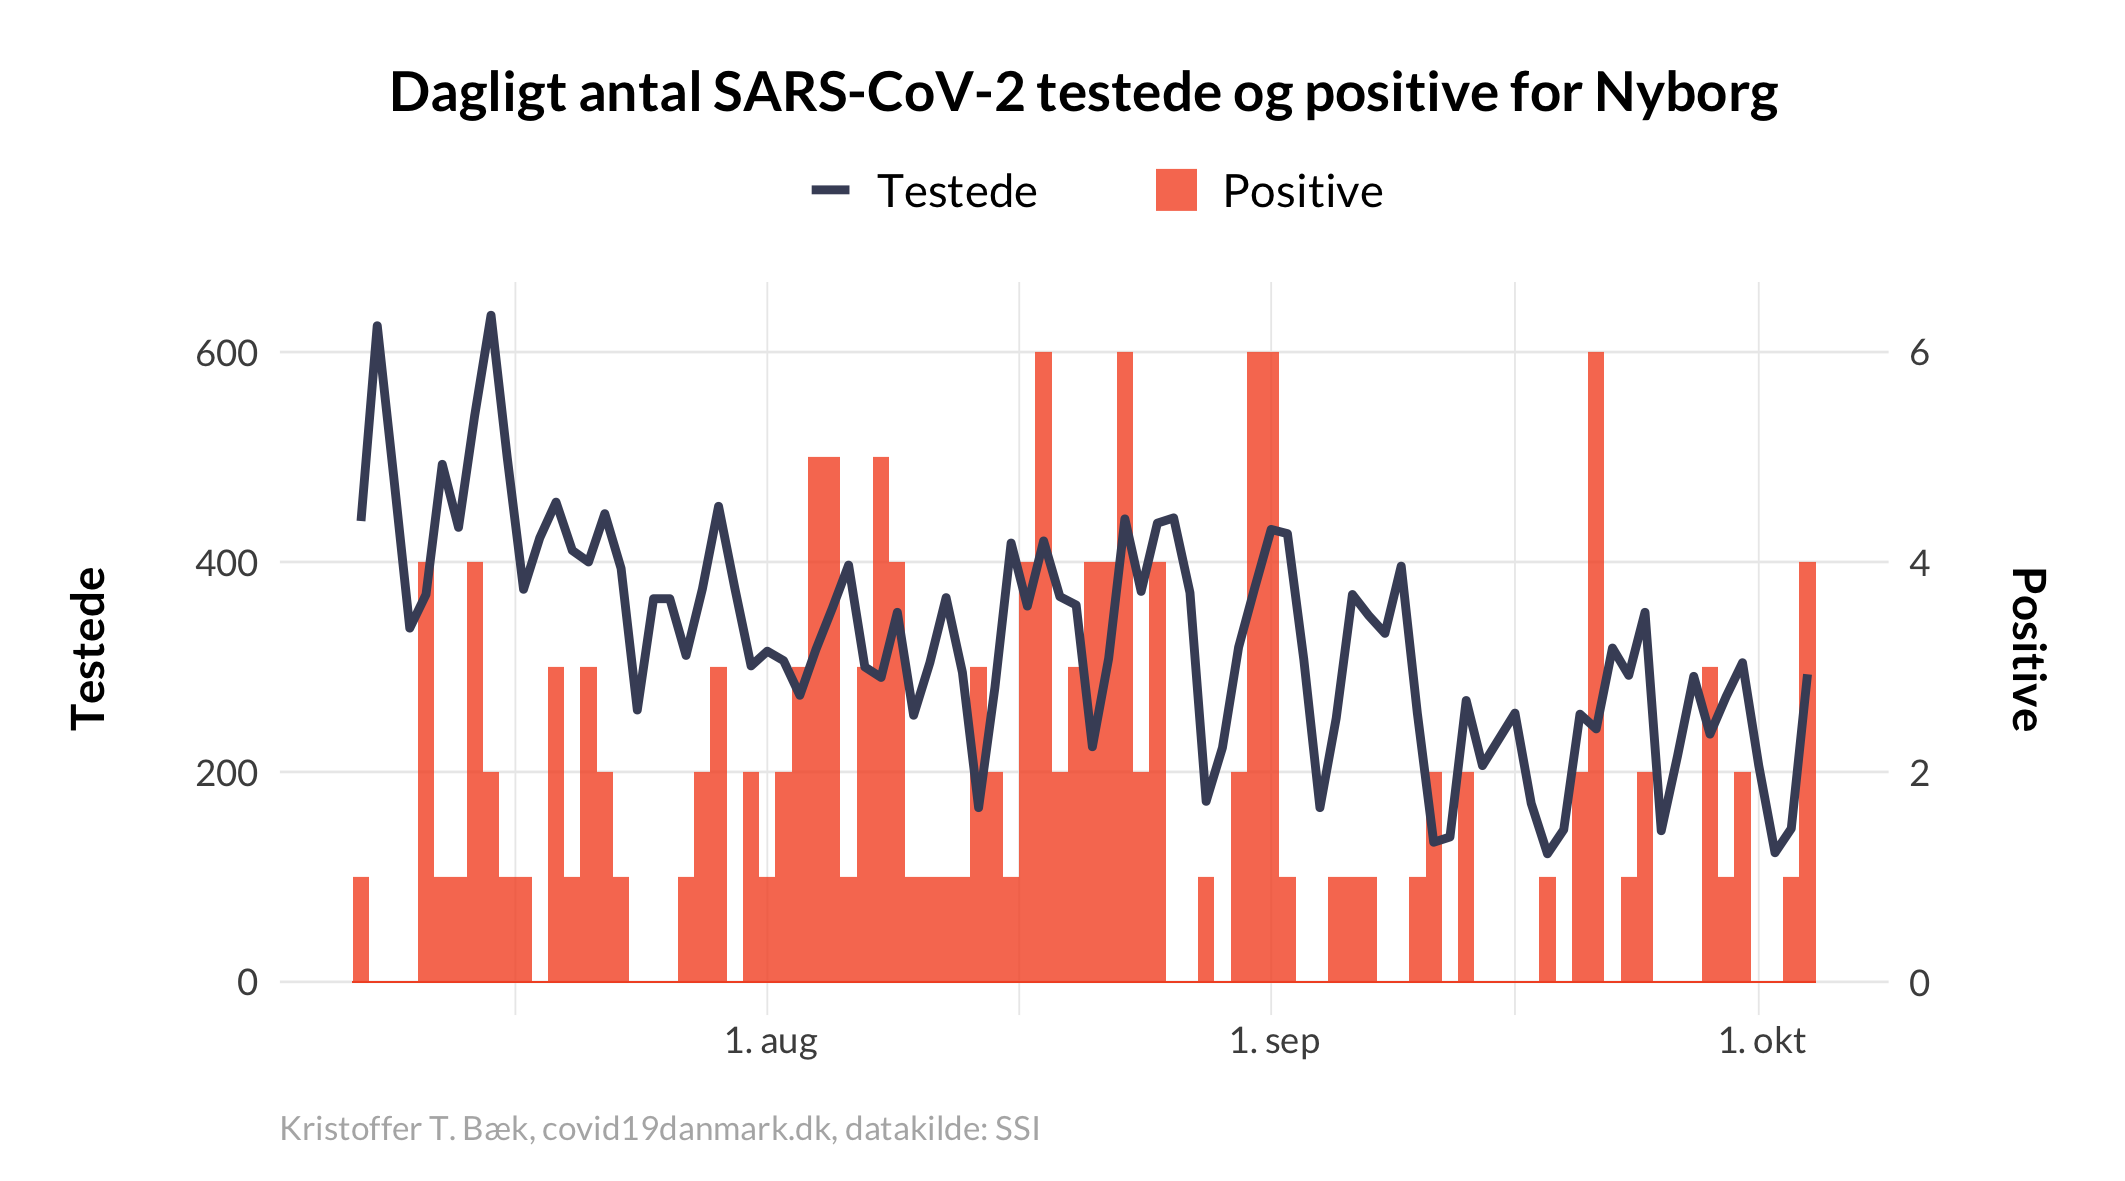 Dagligt antal SARS-CoV-2 testede og positive for Nyborg
Testede
Positive
600
400
200
0
Testede
6
4
2
0
Positive
1. aug
1. sep
1. okt
Kristoffer T. Bæk, covid19danmark.dk, datakilde: SSI